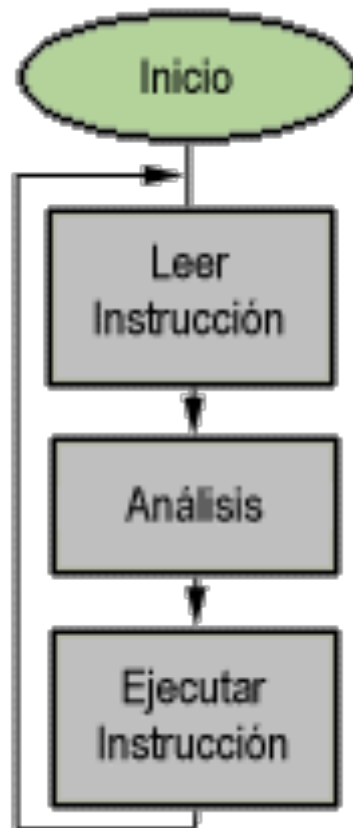 Inicio
Leer
Instrucción
Análisis
Ejecutar
Instrucción